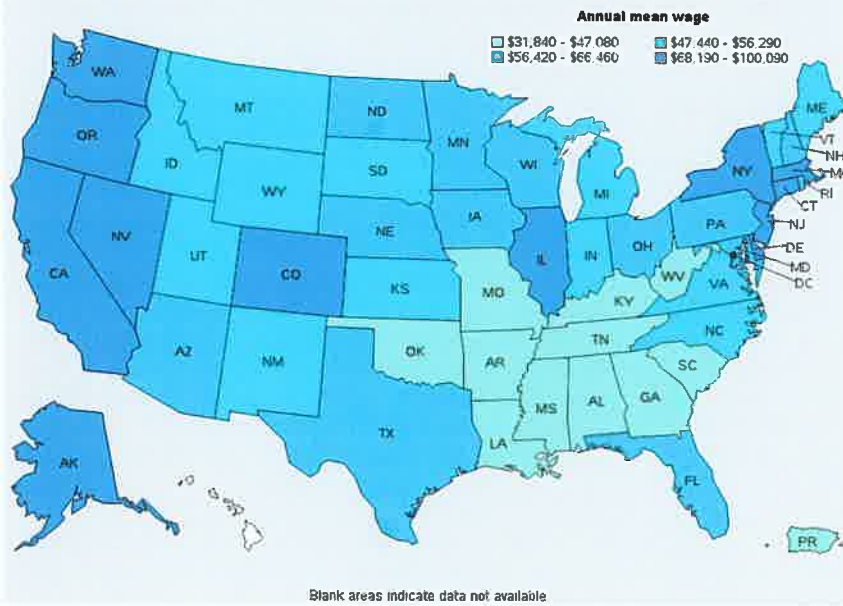 Annual mean wage
$31,840 - $47,080 $47,440 - $56,290
$56,420 - $66,460 $68,190 - $100,090
WA
MT
ND
MN
ME
OR
ID
SD
WI
VT
NH
WY
MI
NY
RI
CT
NV
NE
IA
PA
NJ
CA
UT
CO
IL
IN
OH
DE
MD
DC
KS
MO
WV
VA
KY
AZ
NM
OK
AR
TN
NC
SC
TX
LA
MS
AL
GA
AK
FL
PR
Blank areas indicate data not available